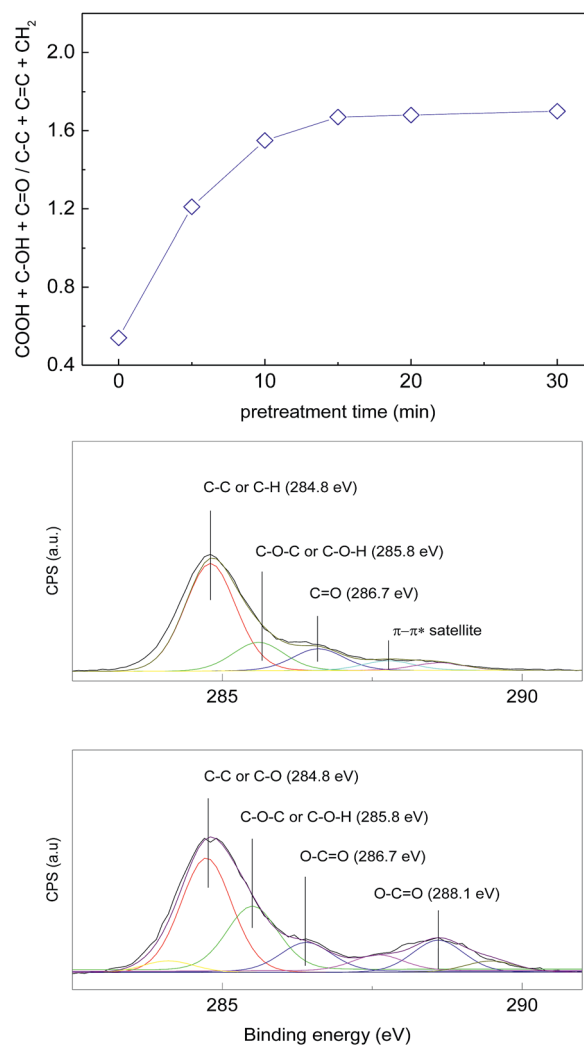 COOH + C-OH + C=O / C-C + C=C + CH₂
2.0
1.6
1.2
0.8
0.4
0 10 20 30
pretreatment time (min)
CPS (a.u.)
C-C or C-H (284.8 eV)
C-O-C or C-O-H (285.8 eV)
C=O (286.7 eV)
π–π* satellite
285 290
CPS (a.u)
C-C or C-O (284.8 eV)
C-O-C or C-O-H (285.8 eV)
O-C=O (286.7 eV)
O-C=O (288.1 eV)
285 290
Binding energy (eV)